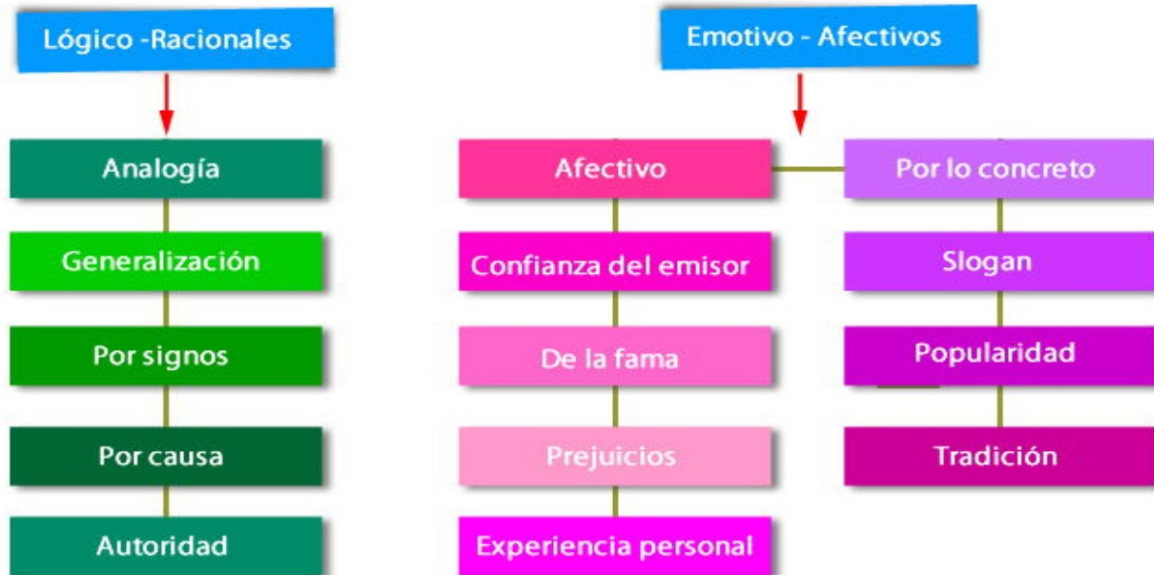 Lógico -Racionales
Analogía
Generalización
Por signos
Por causa
Autoridad
Emotivo - Afectivos
Afectivo
Confianza del emisor
De la fama
Prejuicios
Experiencia personal
Por lo concreto
Slogan
Popularidad
Tradición